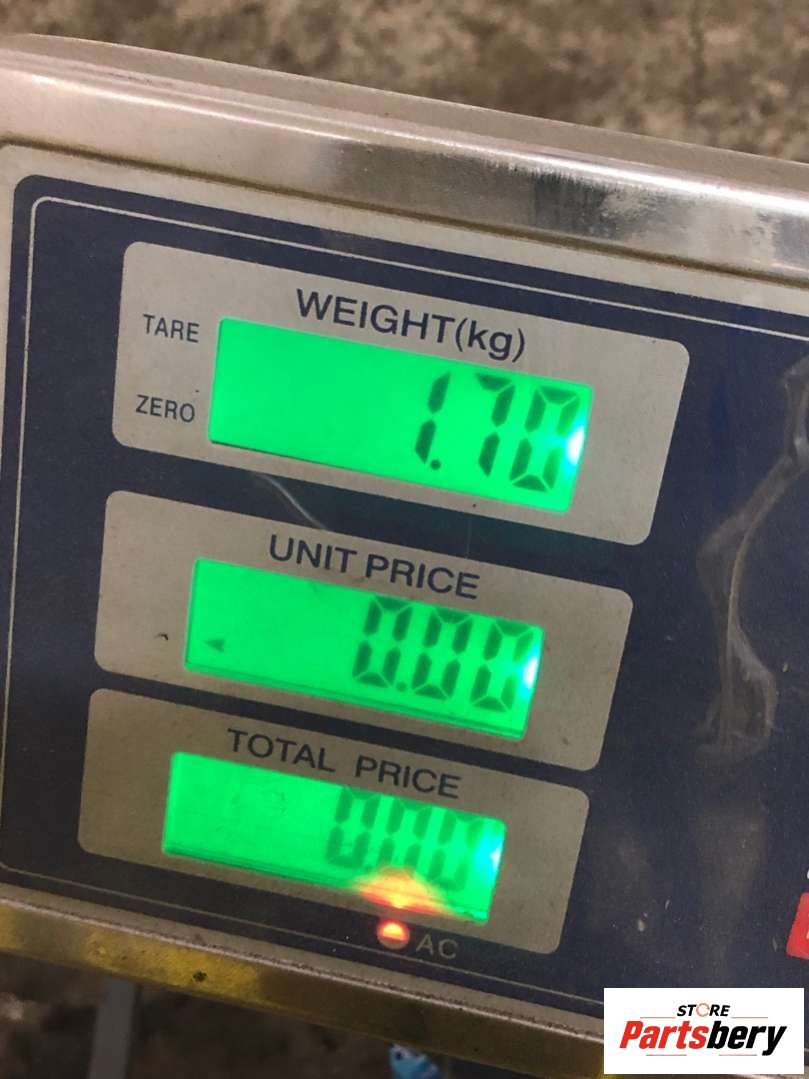 WEIGHT(kg)
TARE
ZERO
1.70
UNIT PRICE
0.00
TOTAL PRICE
0.00
AC
STORE
Partsbery